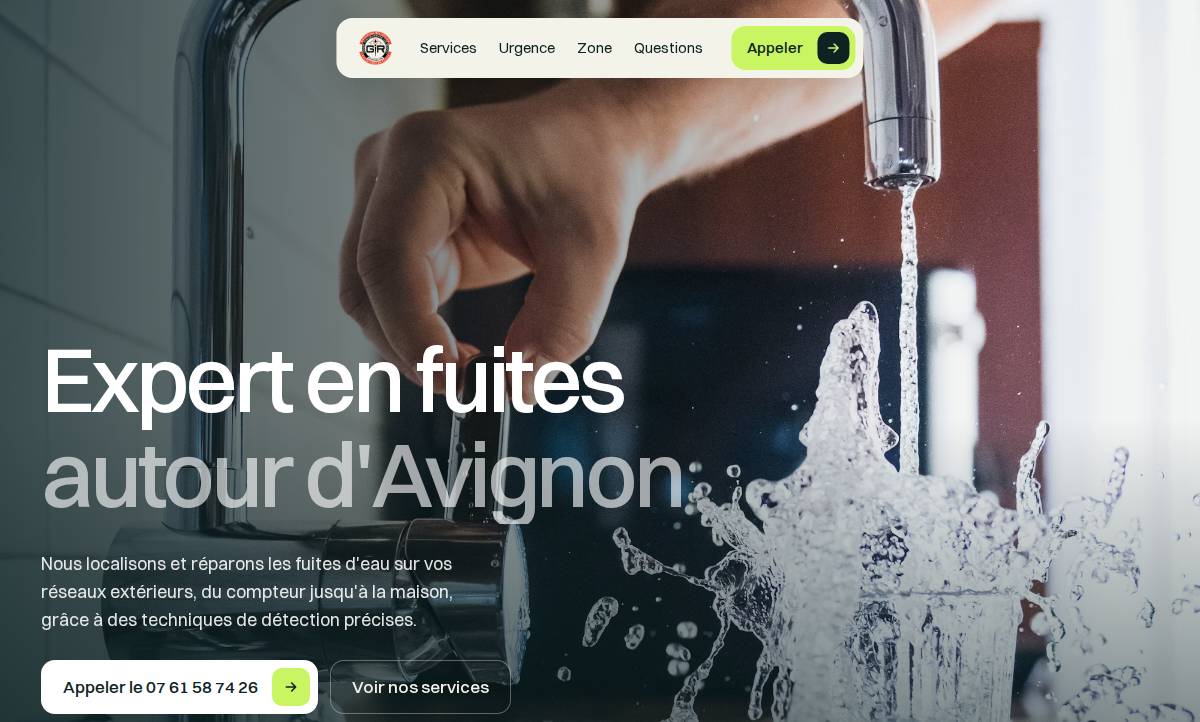 GIR
Services
Urgence
Zone
Questions
Appeler
Expert en fuites
autour d'Avignon.
Nous localisons et réparons les fuites d'eau sur vos
réseaux extérieurs, du compteur jusqu'à la maison,
grâce à des techniques de détection précises.
Appeler le 07 61 58 74 26
Voir nos services